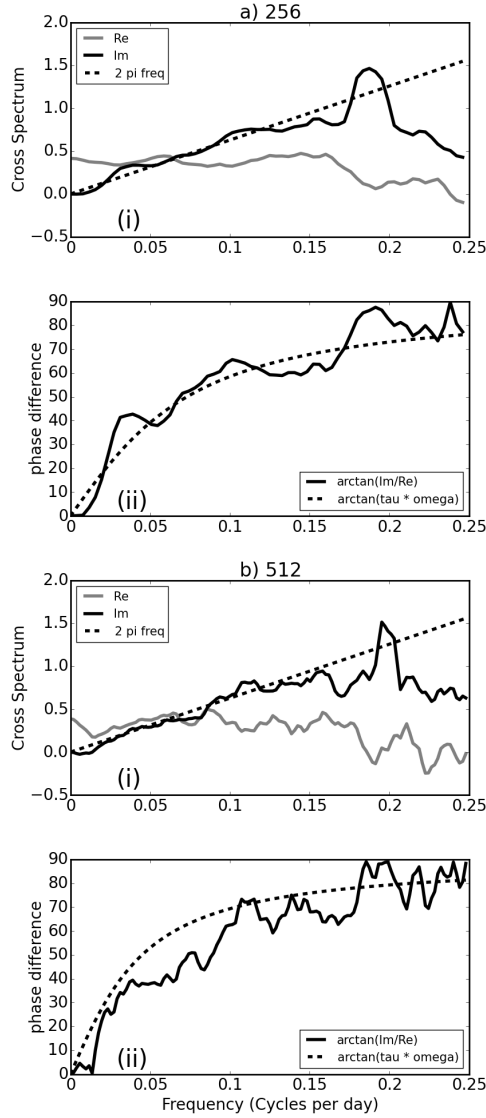 a) 256
2.0
1.5
1.0
0.5
0.0
−0.5
Cross Spectrum
Re
Im
2 pi freq
(i)
0 0.05 0.1 0.15 0.2 0.25
90
80
70
60
50
40
30
20
10
0
phase difference
(ii)
arctan(Im/Re)
arctan(tau * omega)
0 0.05 0.1 0.15 0.2 0.25
b) 512
2.0
1.5
1.0
0.5
0.0
−0.5
Cross Spectrum
Re
Im
2 pi freq
(i)
0 0.05 0.1 0.15 0.2 0.25
90
80
70
60
50
40
30
20
10
0
phase difference
(ii)
arctan(Im/Re)
arctan(tau * omega)
0 0.05 0.1 0.15 0.2 0.25
Frequency (Cycles per day)